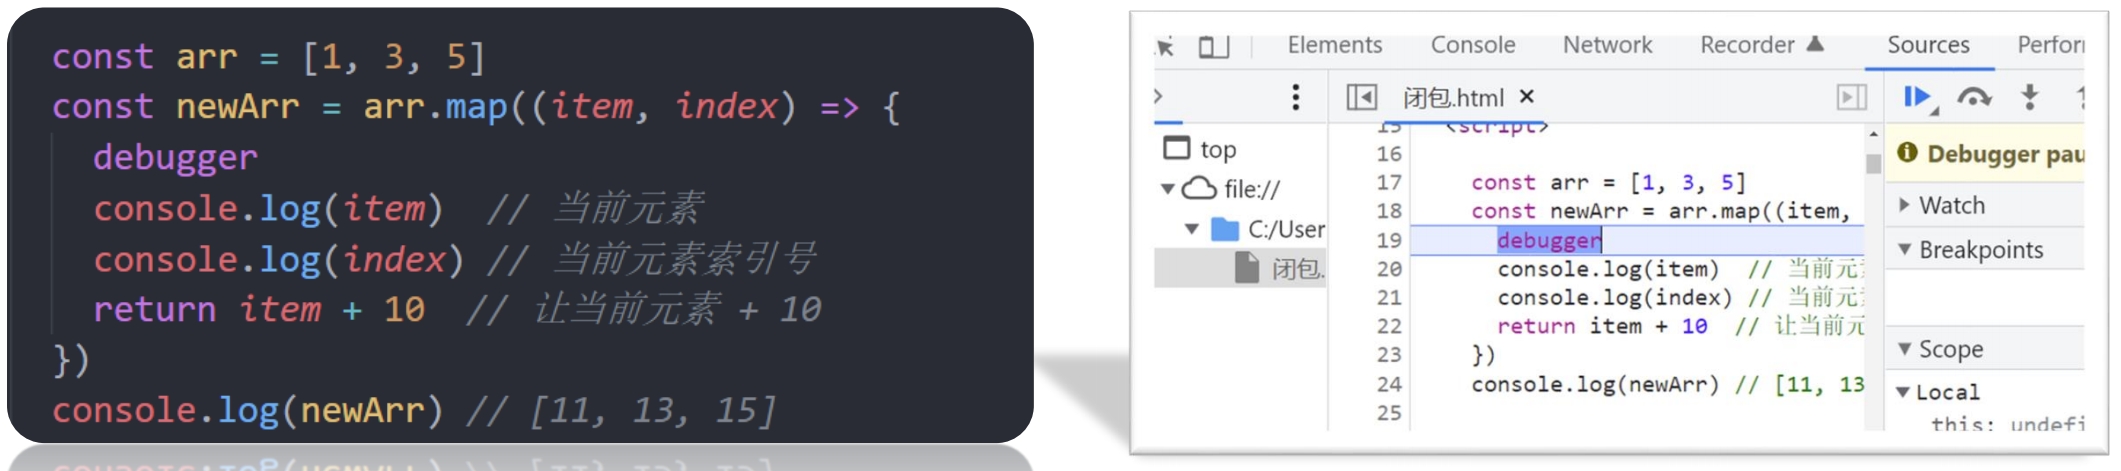 const arr = [1, 3, 5]
const newArr = arr.map((item, index) => {
debugger
console.log(item) // 当前元素
console.log(index) // 当前元素索引号
return item + 10 // 让当前元素 + 10
})
console.log(newArr) // [11, 13, 15]
Elements Console Network Recorder Sources Perfor
闭包.html ×
top
file://
C:/User
闭包.
15 <script>
16
17 const arr = [1, 3, 5]
18 const newArr = arr.map((item,
19 debugger
20 console.log(item) // 当前元
21 console.log(index) // 当前元
22 return item + 10 // 让当前元
23 })
24 console.log(newArr) // [11, 13
25
Debugger pau
Watch
Breakpoints
Scope
Local
this: undefi